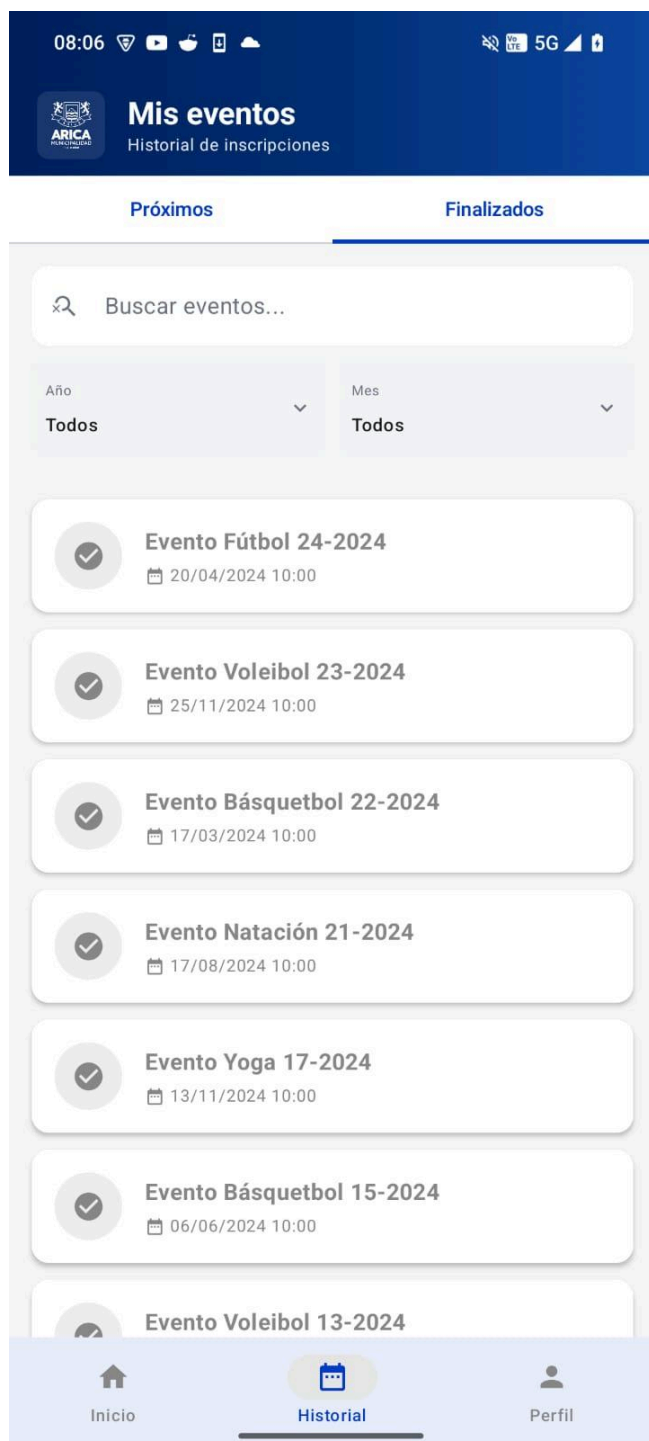 08:06
Vo
LTE
5G
ARICA
MUNICIPALIDAD
Mis eventos
Historial de inscripciones
Próximos
Finalizados
Buscar eventos...
Año
Todos
Mes
Todos
Evento Fútbol 24-2024
20/04/2024 10:00
Evento Voleibol 23-2024
25/11/2024 10:00
Evento Básquetbol 22-2024
17/03/2024 10:00
Evento Natación 21-2024
17/08/2024 10:00
Evento Yoga 17-2024
13/11/2024 10:00
Evento Básquetbol 15-2024
06/06/2024 10:00
Evento Voleibol 13-2024
Inicio
Historial
Perfil